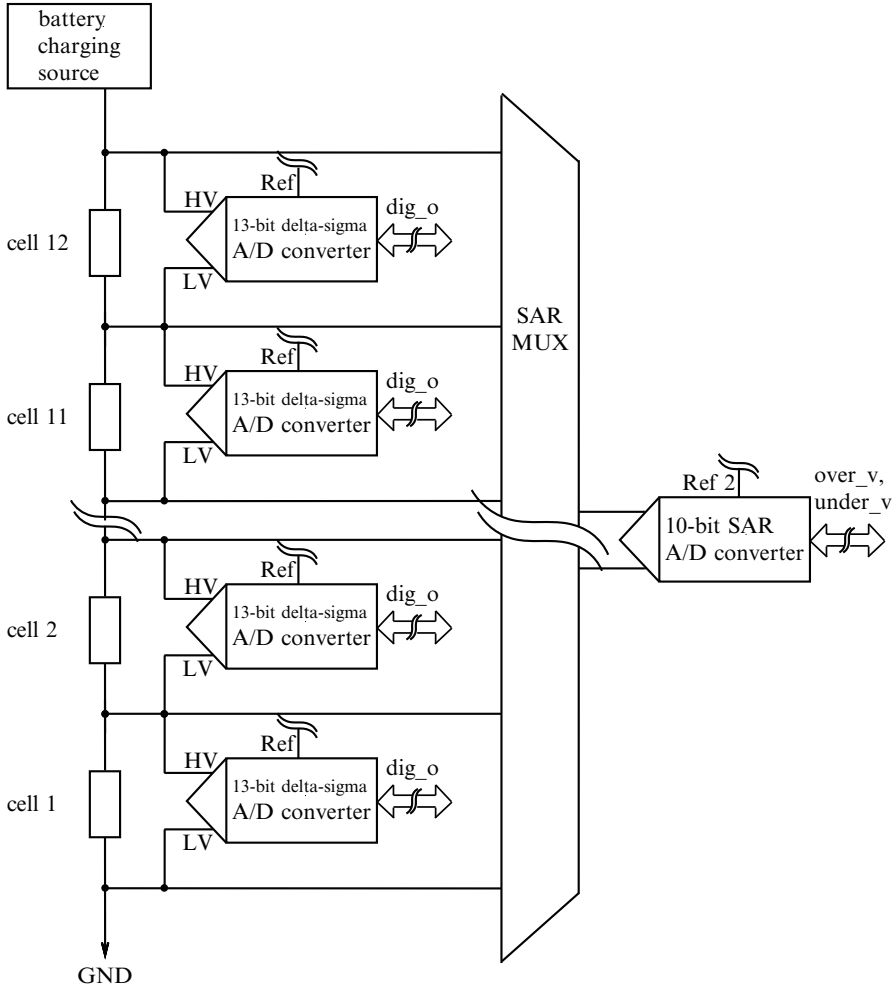 battery
charging
source
Ref
HV
13-bit delta-sigma
A/D converter
LV
dig_o
cell 12
SAR
MUX
Ref
HV
13-bit delta-sigma
A/D converter
LV
dig_o
cell 11
Ref 2
10-bit SAR
A/D converter
over_v,
under_v
Ref
HV
13-bit delta-sigma
A/D converter
LV
dig_o
cell 2
Ref
HV
13-bit delta-sigma
A/D converter
LV
dig_o
cell 1
GND